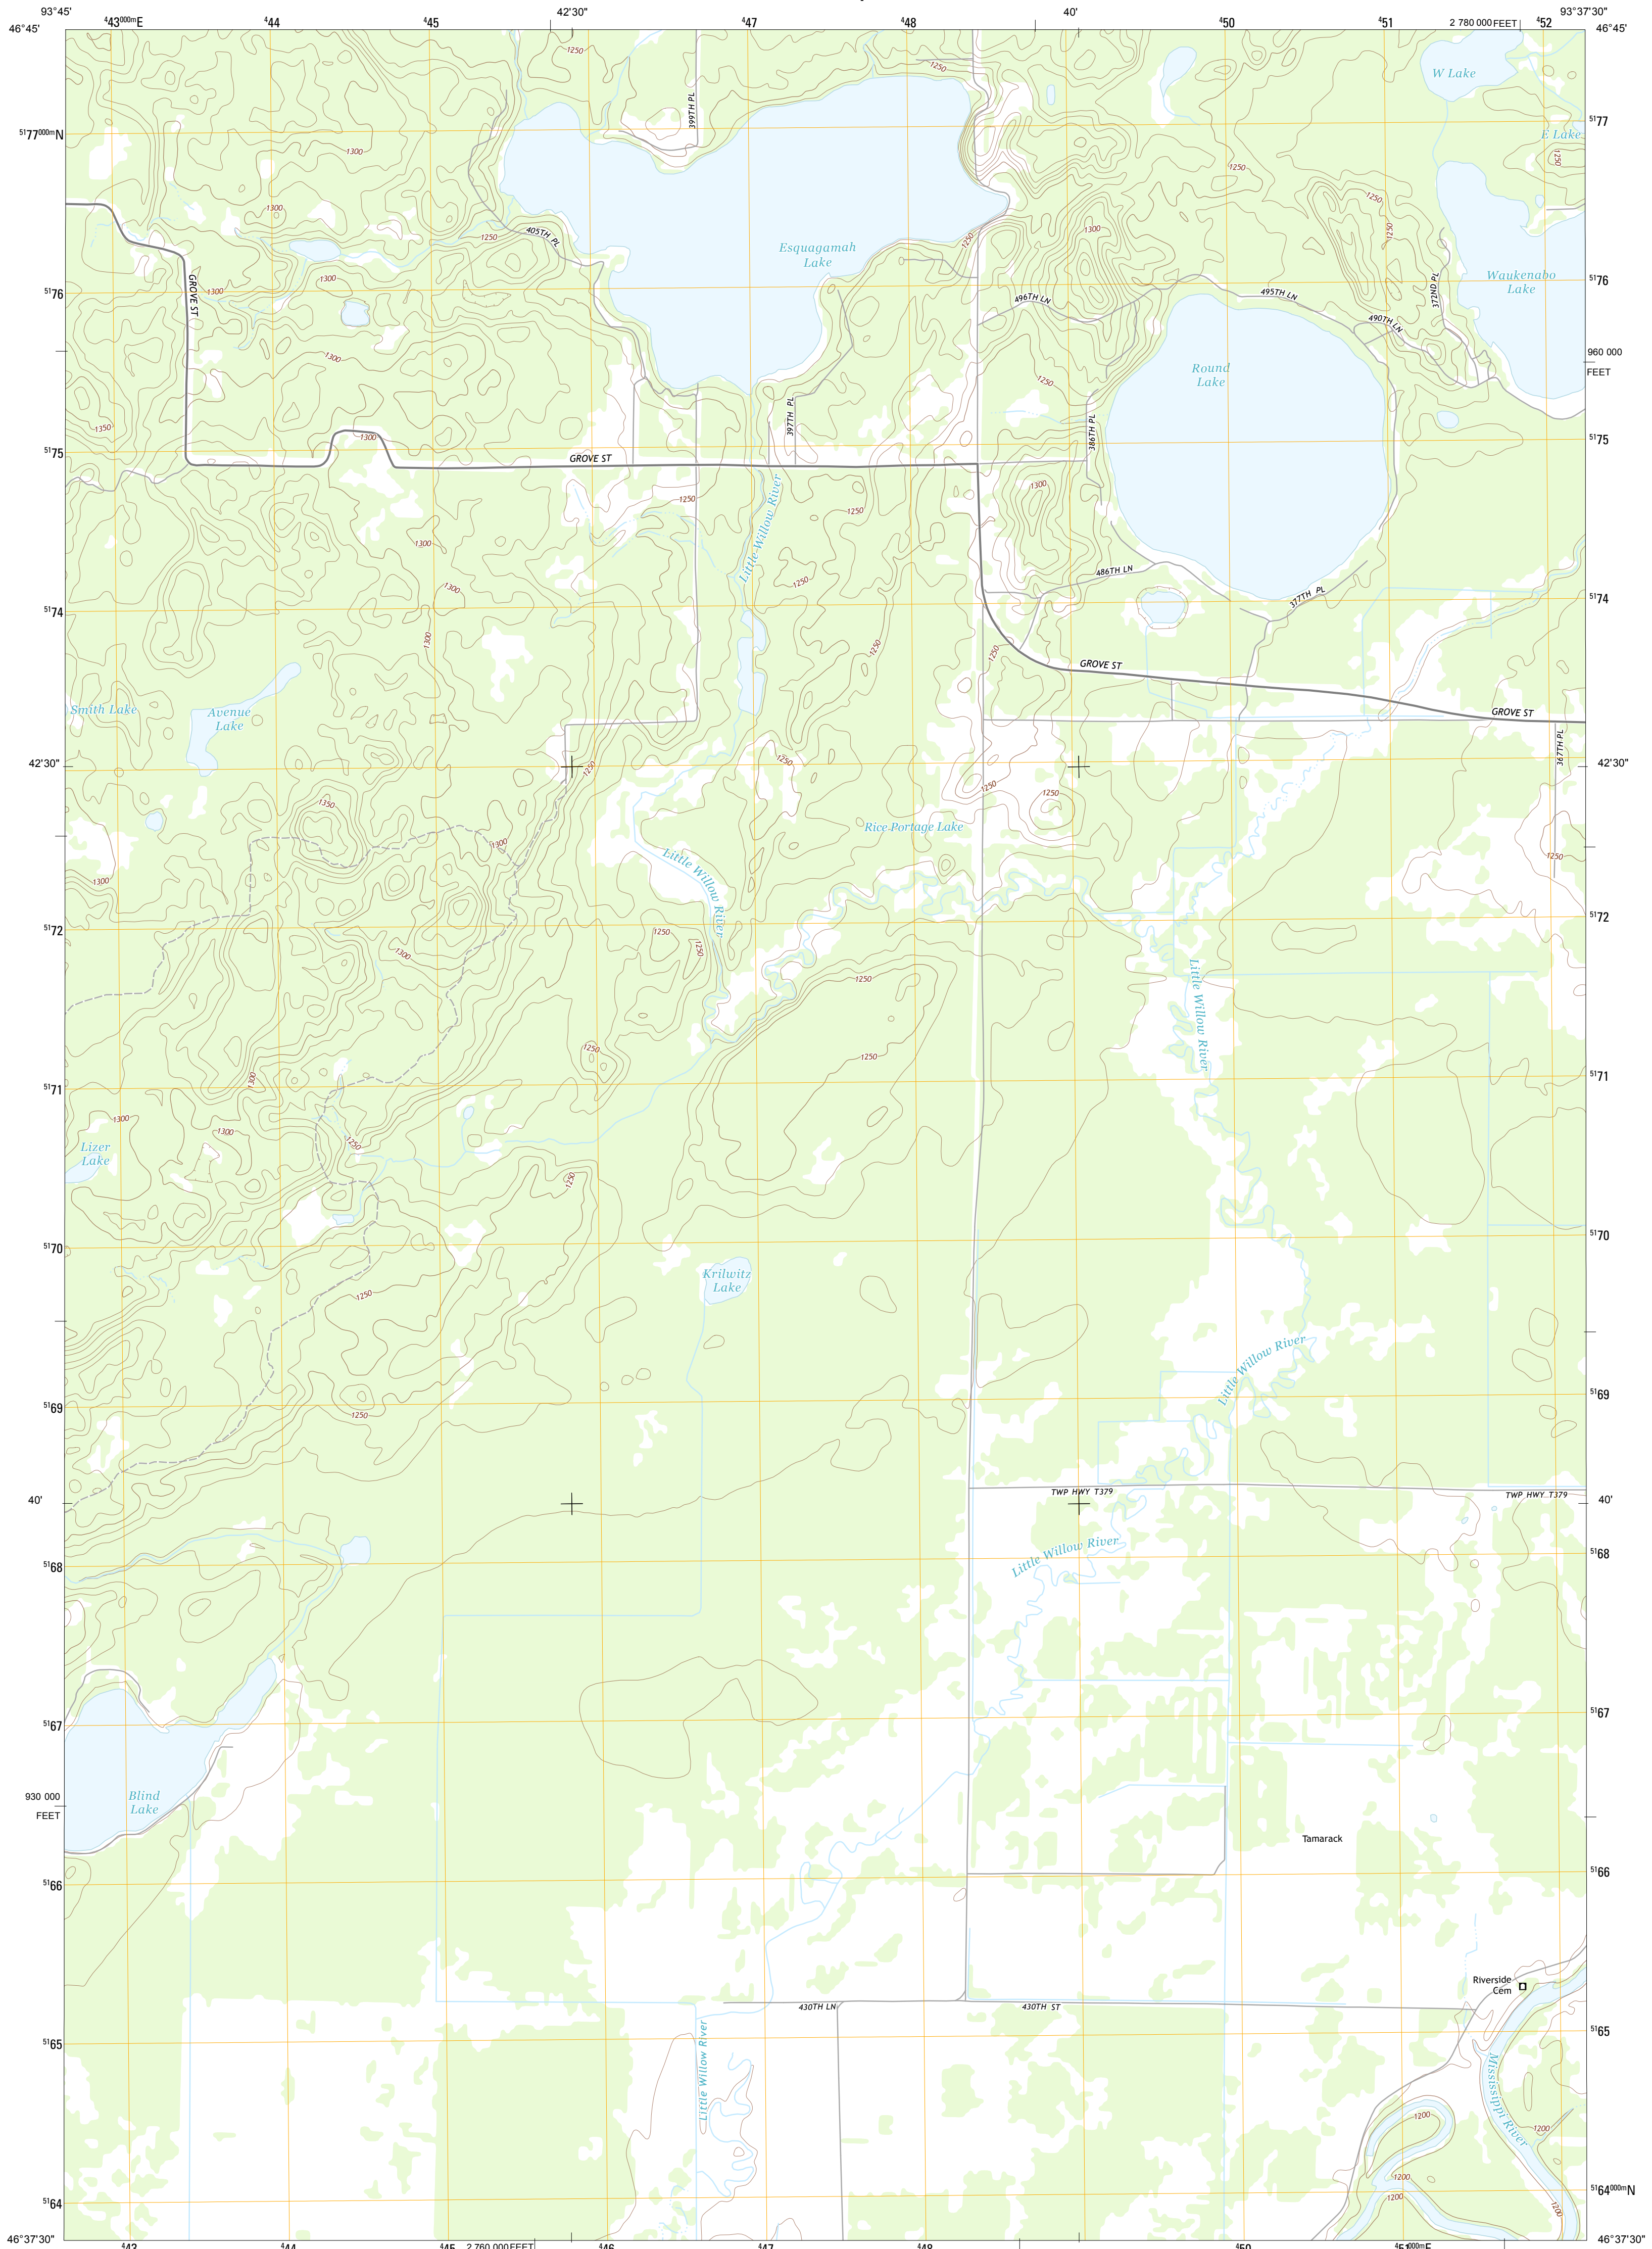 93°45'
⁴43⁰⁰⁰ᵐE
⁴44
⁴45
42'30"
⁴47
⁴48
40'
⁴50
⁴51
2 780 000 FEET
⁴52
93°37'30"
46°45'
46°45'
1250
1250
W Lake
399TH PL
⁵¹77⁰⁰⁰ᵐN
⁵¹77
E Lake
1300
1250
1250
1250
1300
1250
405TH PL
1250
1300
1250
Esquagamah
Lake
1300
GROVE ST
1300
⁵¹76
⁵¹76
Waukenabo
Lake
372ND PL
496TH LN
495TH LN
490TH LN
1300
960 000
FEET
Round
Lake
1250
1350
1300
397TH PL
386TH PL
⁵¹75
⁵¹75
GROVE ST
1300
1250
1250
Little Willow River
1300
1300
1250
486TH LN
377TH PL
⁵¹74
⁵¹74
1300
1250
1250
GROVE ST
Smith Lake
Avenue
Lake
GROVE ST
367TH PL
42'30"
42'30"
1250
1250
1250
1250
1350
Rice Portage Lake
1300
Little Willow River
1250
1300
⁵¹72
⁵¹72
1250
1250
1300
1250
Little Willow River
1250
1250
1300
⁵¹71
⁵¹71
1300
1300
1250
Lizer
Lake
1250
⁵¹70
⁵¹70
Krilwitz
Lake
1250
Little Willow River
⁵¹69
⁵¹69
1250
TWP HWY T379
TWP HWY T379
40'
40'
Little Willow River
⁵¹68
⁵¹68
⁵¹67
⁵¹67
Blind
Lake
930 000
FEET
Tamarack
⁵¹66
⁵¹66
Riverside
Cem
430TH LN
430TH ST
⁵¹65
⁵¹65
Little Willow River
Mississippi River
1200
1200
1200
1200
1200
⁵¹64
⁵¹64⁰⁰⁰ᵐN
46°37'30"
46°37'30"
⁴43
⁴44
⁴45
2 760 000 FEET
⁴46
⁴47
⁴48
⁴50
⁴51⁰⁰⁰ᵐE